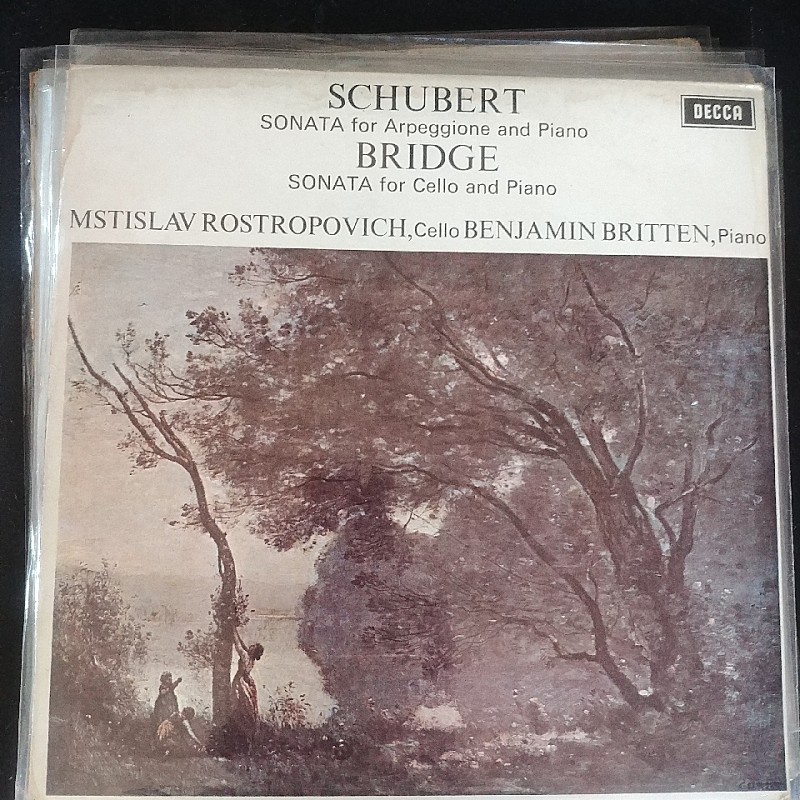 SCHUBERT
DECCA
SONATA for Arpeggione and Piano
BRIDGE
SONATA for Cello and Piano
MSTISLAV ROSTROPOVICH, Cello BENJAMIN BRITTEN, Piano